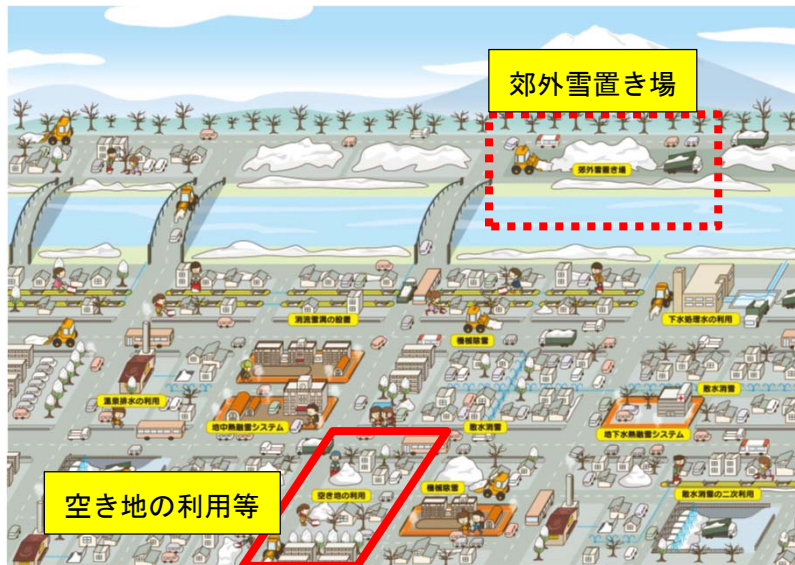 郊外雪置き場
郊外雪置き場
消流雪溝の設置
機械除雪
下水処理水の利用
温泉排水の利用
地中熱融雪システム
散水消雪
散水消雪
地下水熱融雪システム
空き地の利用等
空き地の利用
機械除雪
散水消雪の二次利用